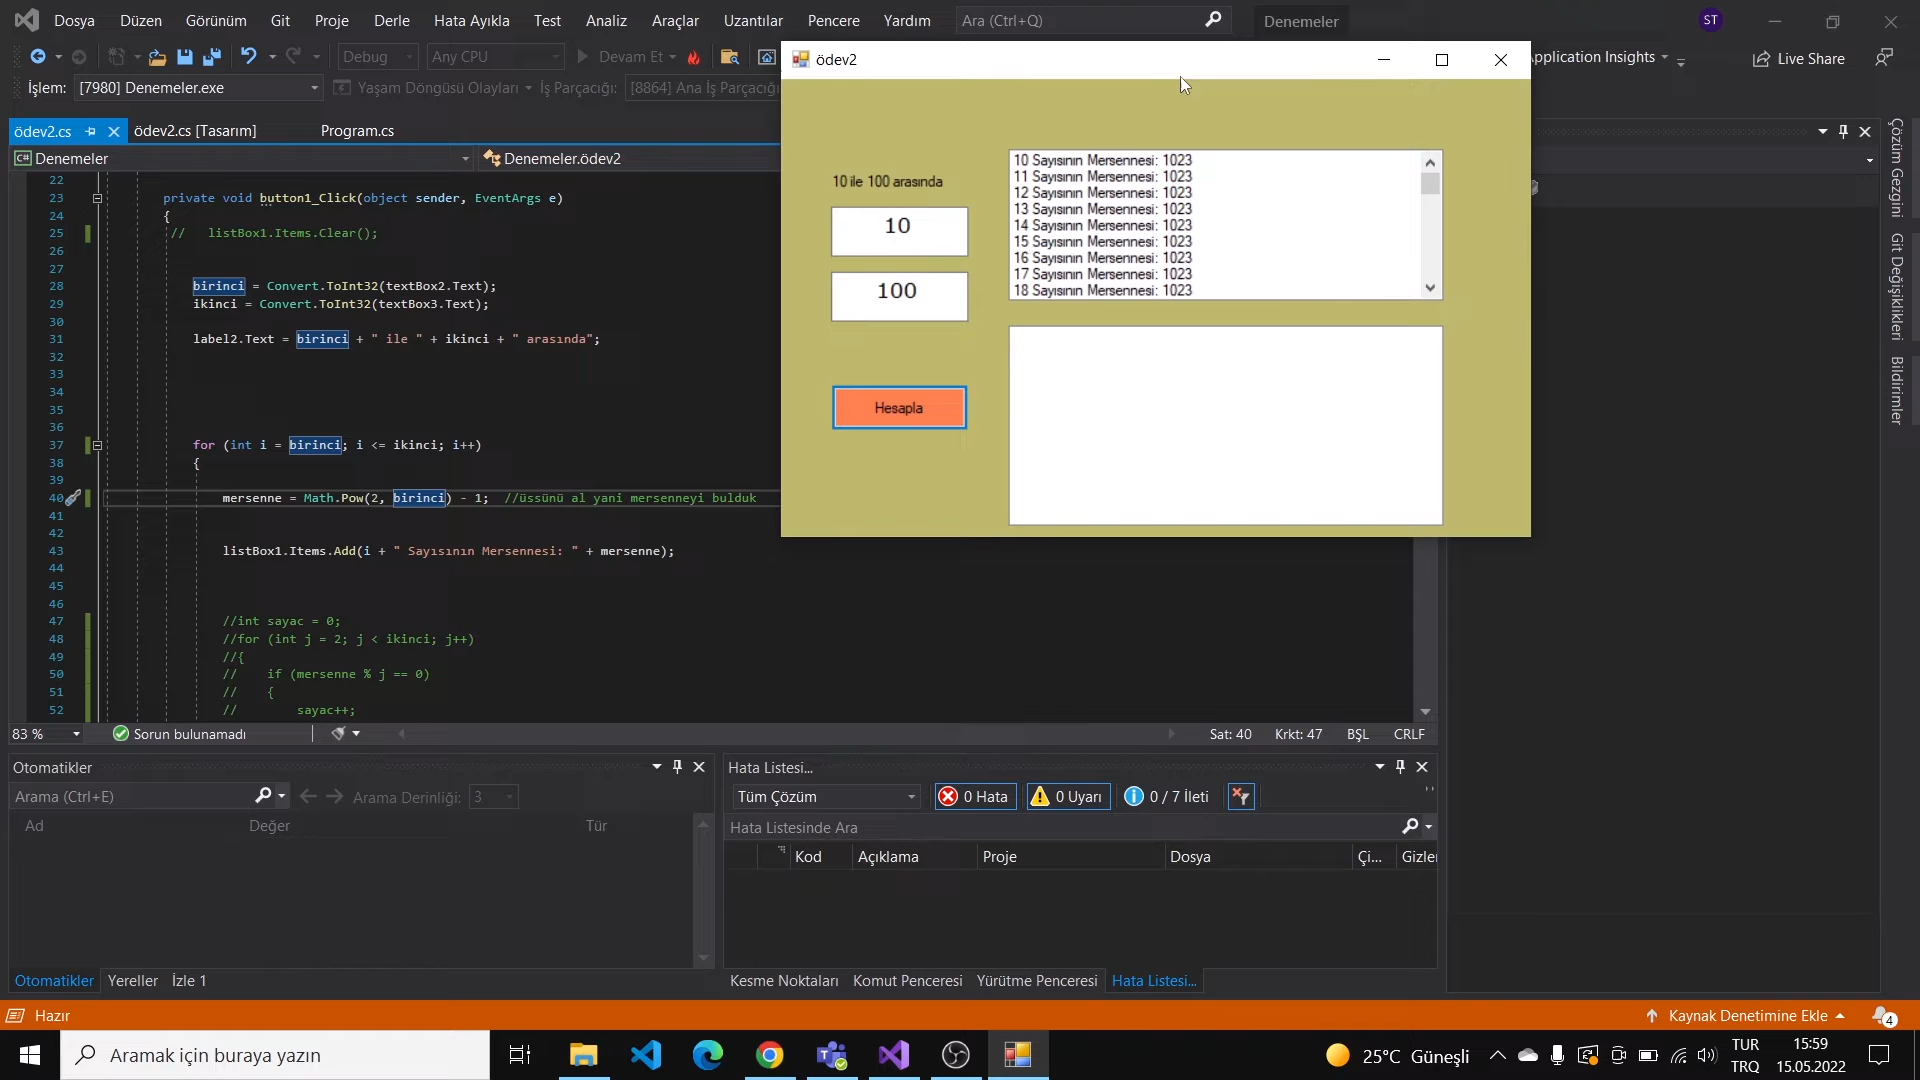 Dosya Düzen Görünüm Git Proje Derle Hata Ayıkla Test Analiz Araçlar Uzantılar Pencere Yardım Ara (Ctrl+Q) Denemeler ST
Debug Any CPU Devam Et Application Insights Live Share
İşlem: [7980] Denemeler.exe Yaşam Döngüsü Olayları İş Parçacığı: [8864] Ana İş Parçacığı
ödev2.cs ödev2.cs [Tasarım] Program.cs
Denemeler Denemeler.ödev2
22
23 private void button1_Click(object sender, EventArgs e)
24 {
25 // listBox1.Items.Clear();
26
27
28 birinci = Convert.ToInt32(textBox2.Text);
29 ikinci = Convert.ToInt32(textBox3.Text);
30
31 label2.Text = birinci + " ile " + ikinci + " arasında";
32
33
34
35
36
37 for (int i = birinci; i <= ikinci; i++)
38 {
39
40 mersenne = Math.Pow(2, birinci) - 1; //üssünü al yani mersenneyi bulduk
41
42
43 listBox1.Items.Add(i + " Sayısının Mersennesi: " + mersenne);
44
45
46
47 //int sayac = 0;
48 //for (int j = 2; j < ikinci; j++)
49 //{
50 // if (mersenne % j == 0)
51 // {
52 // sayac++;
ödev2
10 ile 100 arasında
10
100
Hesapla
10 Sayısının Mersennesi: 1023
11 Sayısının Mersennesi: 1023
12 Sayısının Mersennesi: 1023
13 Sayısının Mersennesi: 1023
14 Sayısının Mersennesi: 1023
15 Sayısının Mersennesi: 1023
16 Sayısının Mersennesi: 1023
17 Sayısının Mersennesi: 1023
18 Sayısının Mersennesi: 1023
Çözüm Gezgini
Git Değişiklikleri
Bildirimler
83 % Sorun bulunamadı Sat: 40 Krkt: 47 BŞL CRLF
Otomatikler
Arama (Ctrl+E) Arama Derinliği: 3
Ad Değer Tür
Otomatikler Yereller İzle 1
Hata Listesi...
Tüm Çözüm 0 Hata 0 Uyarı 0 / 7 İleti
Hata Listesinde Ara
Kod Açıklama Proje Dosya Çi... Gizler
Kesme Noktaları Komut Penceresi Yürütme Penceresi Hata Listesi...
Hazır Kaynak Denetimine Ekle 4
Aramak için buraya yazın 25°C Güneşli TUR 15:59
TRQ 15.05.2022